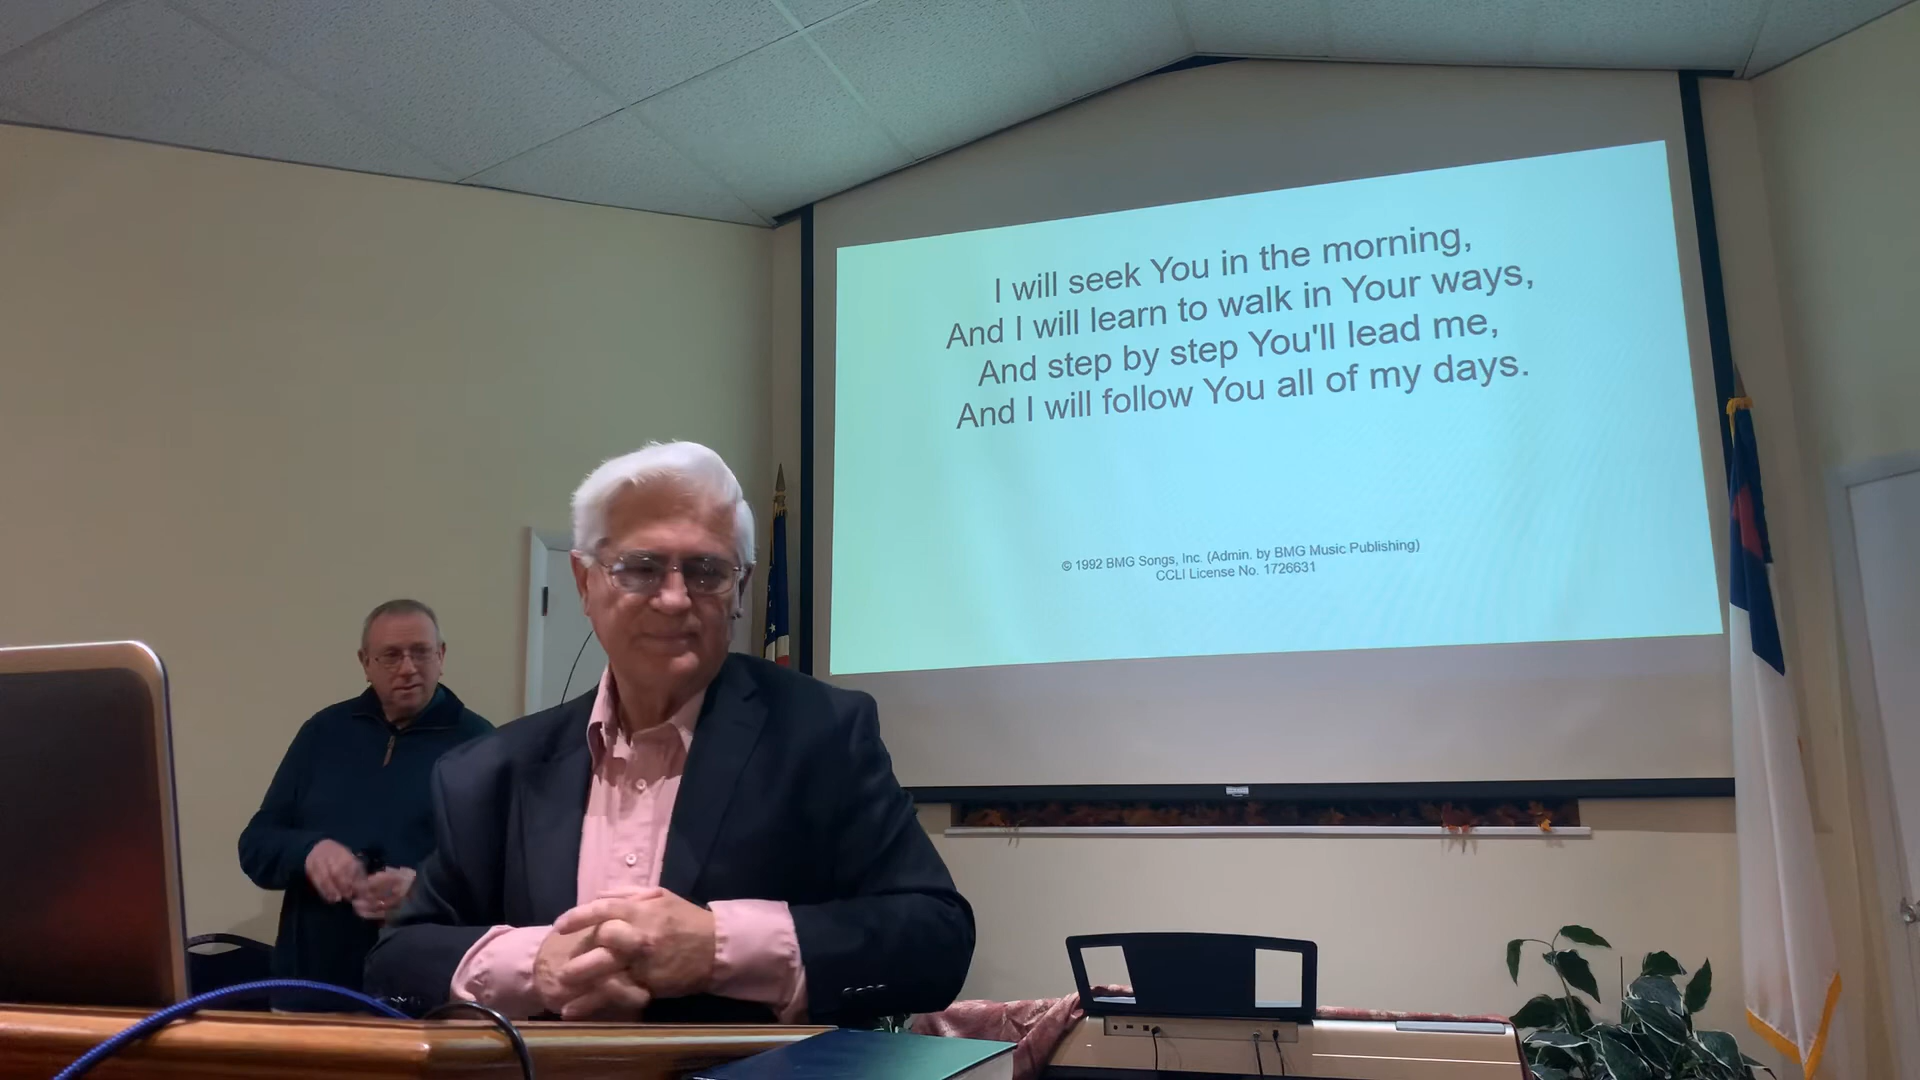 I will seek You in the morning,
And I will learn to walk in Your ways,
And step by step You'll lead me,
And I will follow You all of my days.
© 1992 BMG Songs, Inc. (Admin. by BMG Music Publishing)
CCLI License No. 1726631